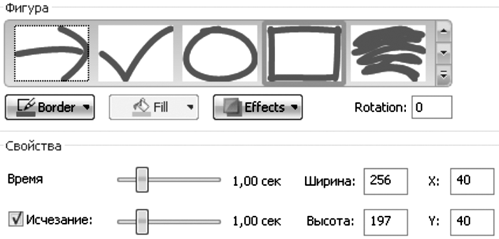 Фигура
Border Fill Effects Rotation: 0
Свойства
Время 1,00 сек Ширина: 256 X: 40
Исчезание: 1,00 сек Высота: 197 Y: 40